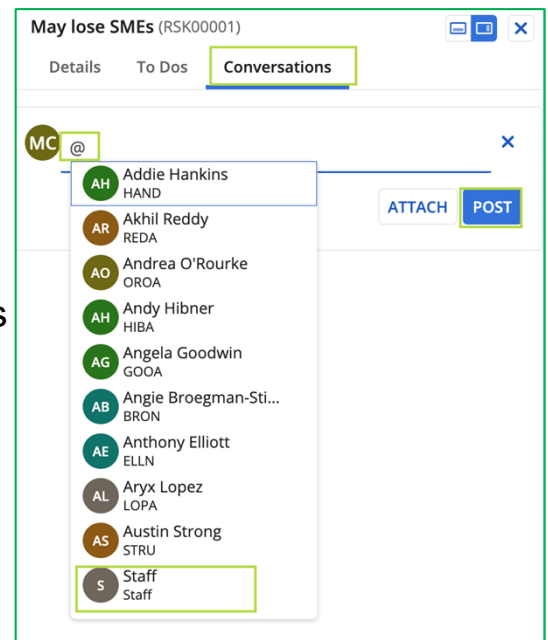 May lose SMEs (RSK00001)
Details To Dos Conversations
MC @
AH Addie Hankins
HAND
AR Akhil Reddy
REDA
ATTACH POST
AO Andrea O'Rourke
OROA
s
AH Andy Hibner
HIBA
AG Angela Goodwin
GOOA
AB Angie Broegman-Sti...
BRON
AE Anthony Elliott
ELLN
AL Aryx Lopez
LOPA
AS Austin Strong
STRU
S Staff
Staff